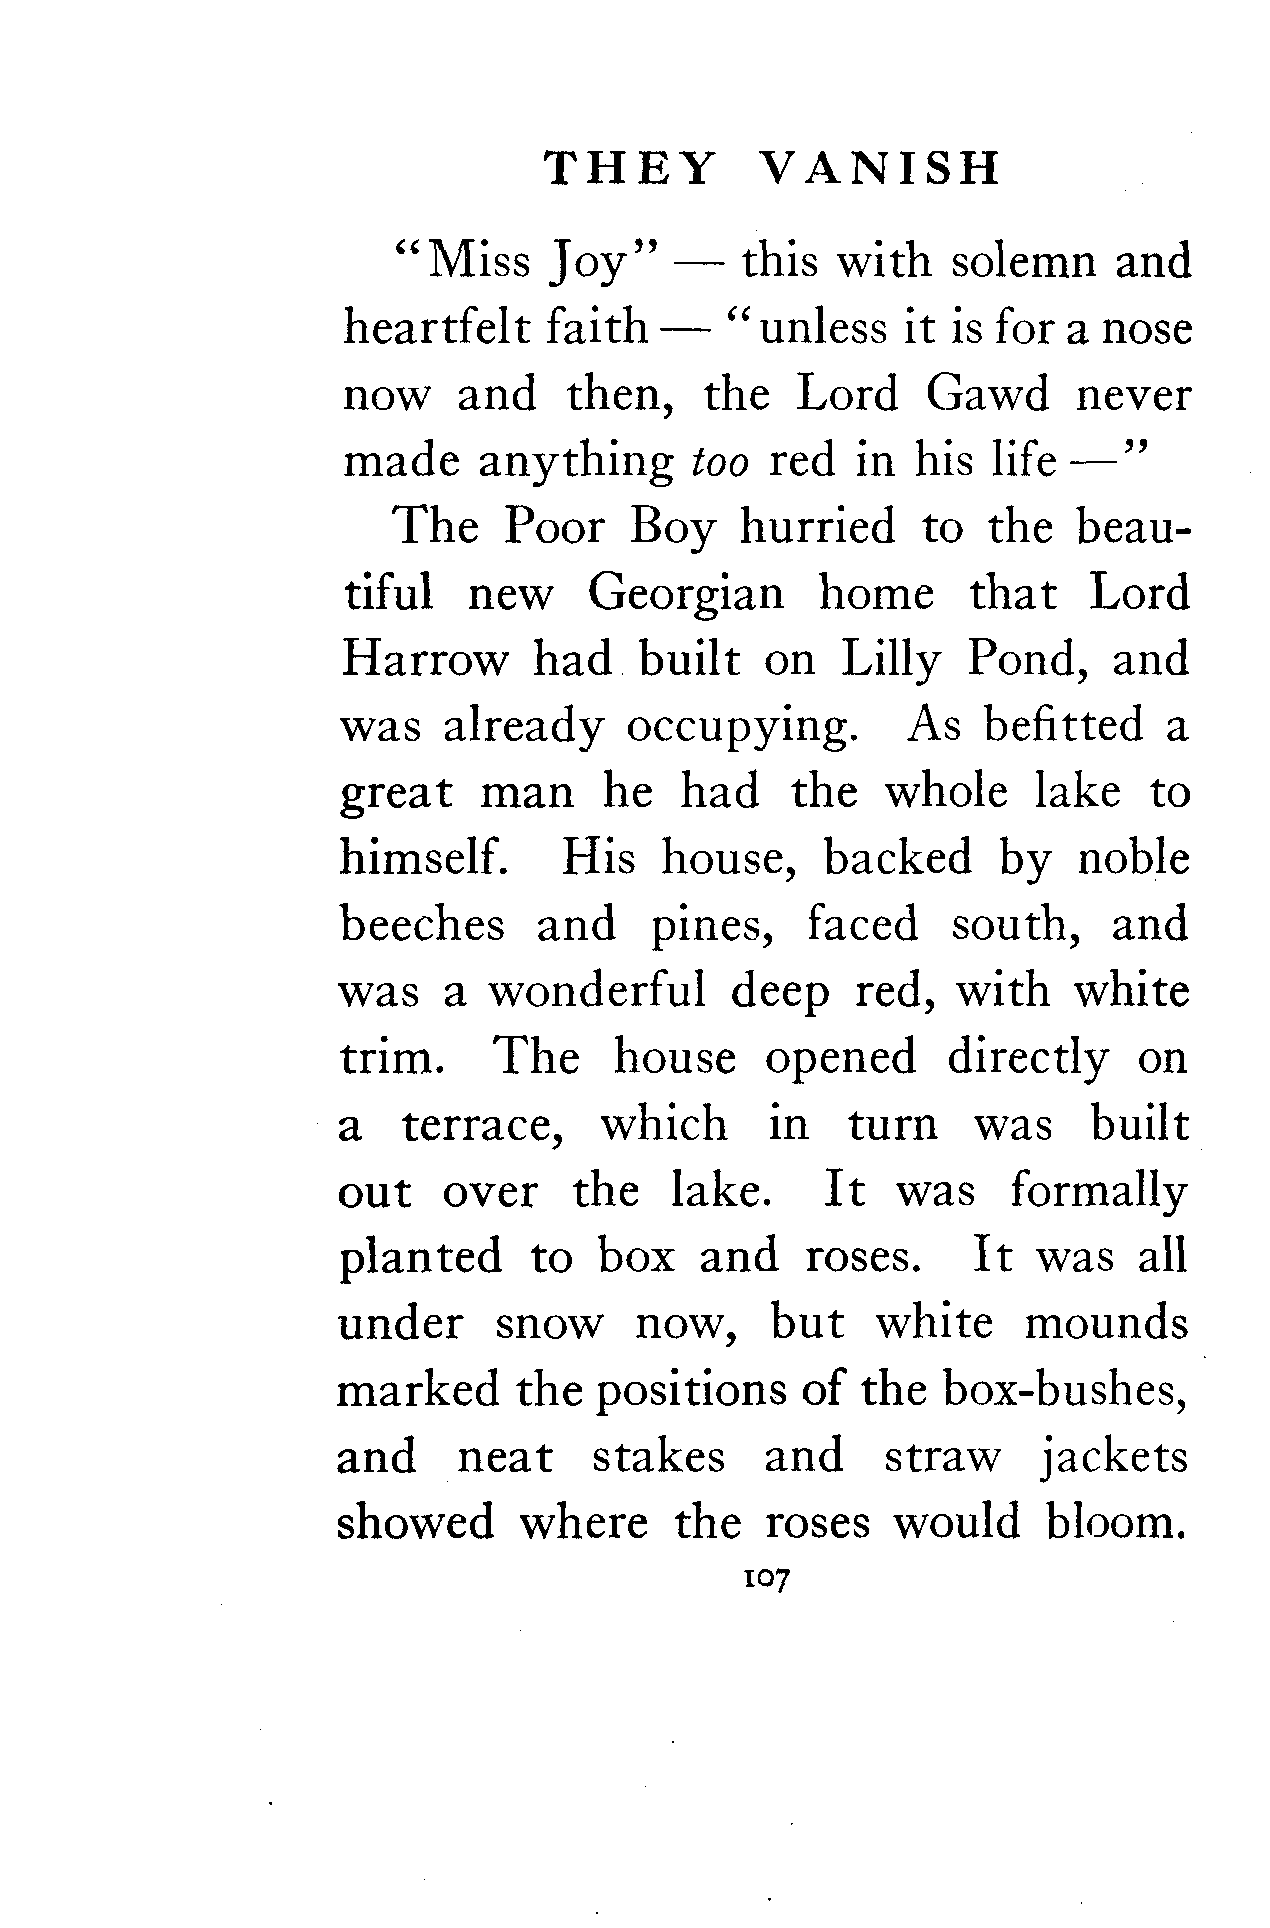 THEY VANISH
“Miss Joy” — this with solemn and
heartfelt faith — “unless it is for a nose
now and then, the Lord Gawd never
made anything too red in his life —”
The Poor Boy hurried to the beau-
tiful new Georgian home that Lord
Harrow had built on Lilly Pond, and
was already occupying. As befitted a
great man he had the whole lake to
himself. His house, backed by noble
beeches and pines, faced south, and
was a wonderful deep red, with white
trim. The house opened directly on
a terrace, which in turn was built
out over the lake. It was formally
planted to box and roses. It was all
under snow now, but white mounds
marked the positions of the box-bushes,
and neat stakes and straw jackets
showed where the roses would bloom.
107